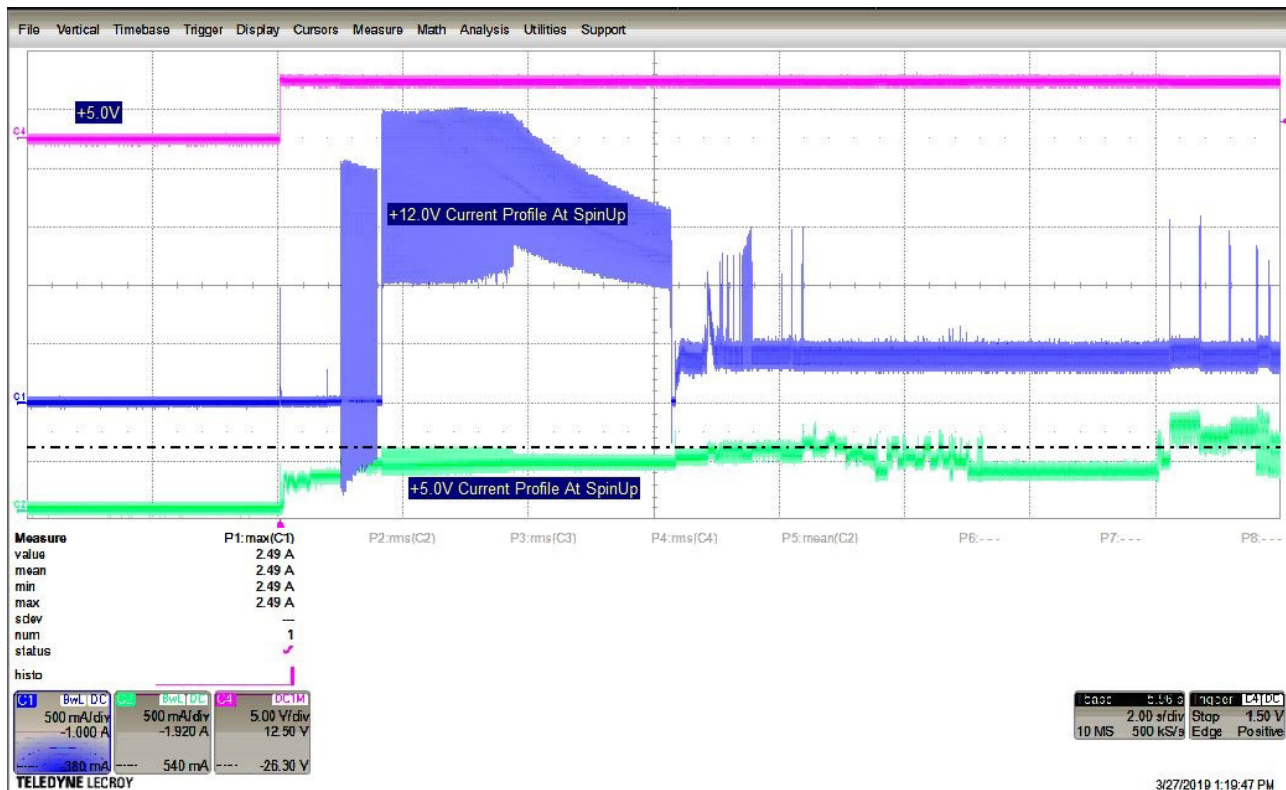 File Vertical Timebase Trigger Display Cursors Measure Math Analysis Utilities Support
+5.0V
C4
+12.0V Current Profile At SpinUp
C1
+5.0V Current Profile At SpinUp
C2
Measure P1:max(C1) P2:rms(C2) P3:rms(C3) P4:rms(C4) P5:mean(C2) P6:--- P7:--- P8:---
value 2.49 A
mean 2.49 A
min 2.49 A
max 2.49 A
sdev ---
num 1
status
histo
C1 BwL DC C2 BwL DC C4 DC1M
500 mA/div 500 mA/div 5.00 V/div
-1.000 A -1.920 A 12.50 V
-380 mA 540 mA -26.30 V
Trigger C4 DC
2.00 s/div Stop 1.50 V
10 MS 500 kS/s Edge Positive
TELEDYNE LECROY
3/27/2019 1:19:47 PM